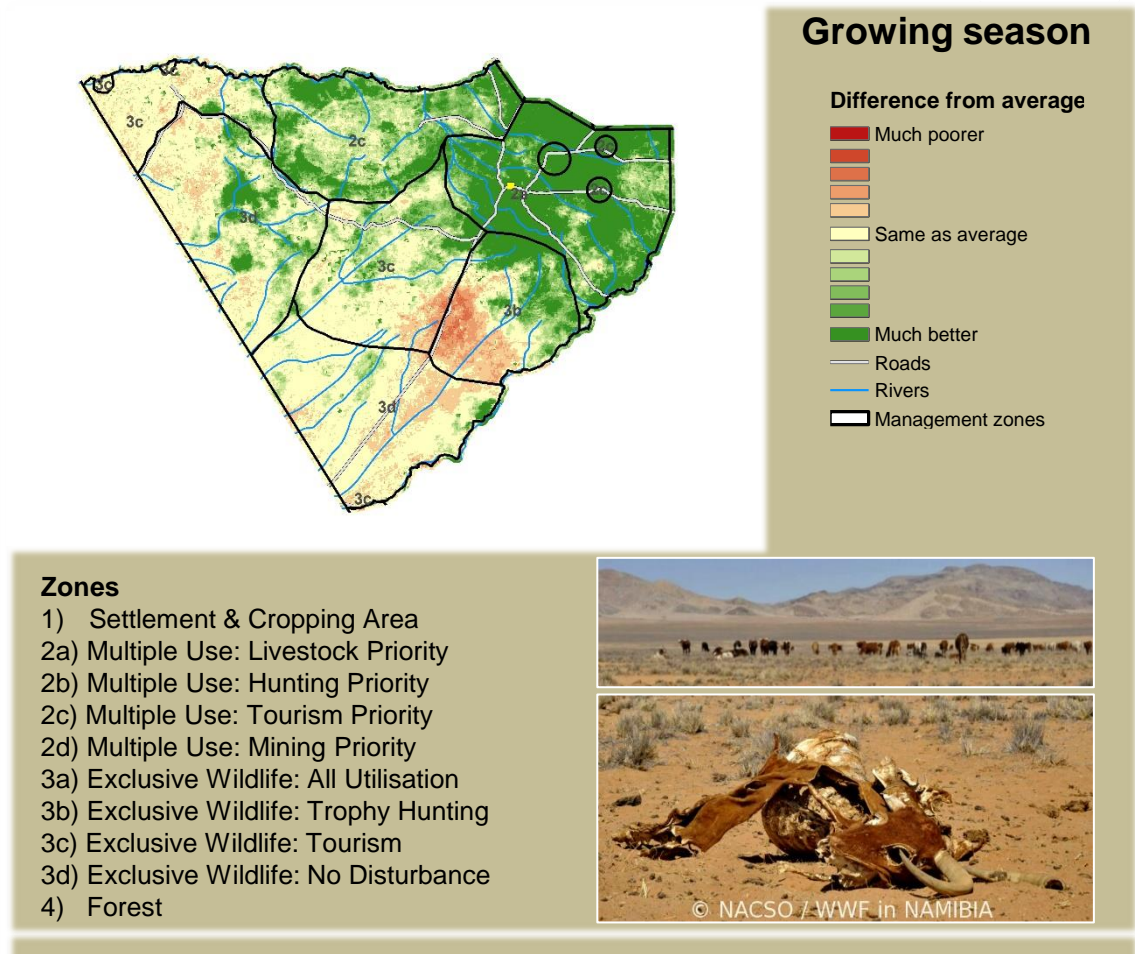 Growing season
Difference from average
Much poorer
Same as average
Much better
Roads
Rivers
Management zones
3c
3c
3c
2c
3d
3c
3b
3d
3c
Zones
1) Settlement & Cropping Area
2a) Multiple Use: Livestock Priority
2b) Multiple Use: Hunting Priority
2c) Multiple Use: Tourism Priority
2d) Multiple Use: Mining Priority
3a) Exclusive Wildlife: All Utilisation
3b) Exclusive Wildlife: Trophy Hunting
3c) Exclusive Wildlife: Tourism
3d) Exclusive Wildlife: No Disturbance
4) Forest
© NACSO / WWF in NAMIBIA